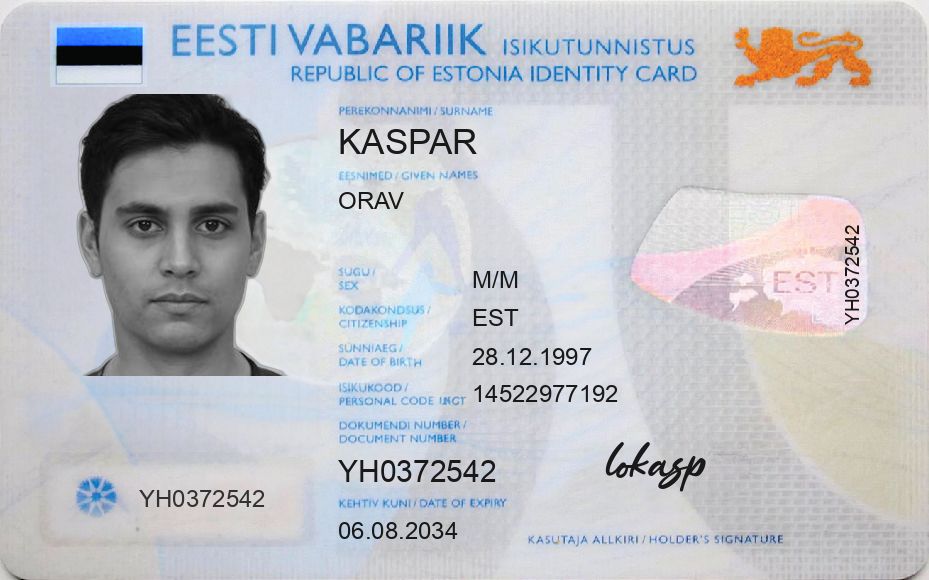 EESTI VABARIIK ISIKUTUNNISTUS
REPUBLIC OF ESTONIA IDENTITY CARD
PEREKONNANIMI / SURNAME
KASPAR
EESNIMED / GIVEN NAMES
ORAV
SUGU /
SEX
M/M
KODAKONDSUS /
CITIZENSHIP
EST
SÜNNIAEG /
DATE OF BIRTH
28.12.1997
ISIKUKOOD /
PERSONAL CODE
14522977192
DOKUMENDI NUMBER /
DOCUMENT NUMBER
YH0372542
KEHTIV KUNI / DATE OF EXPIRY
06.08.2034
YH0372542
EST
YH0372542
lokasp
KASUTAJA ALLKIRI / HOLDER'S SIGNATURE